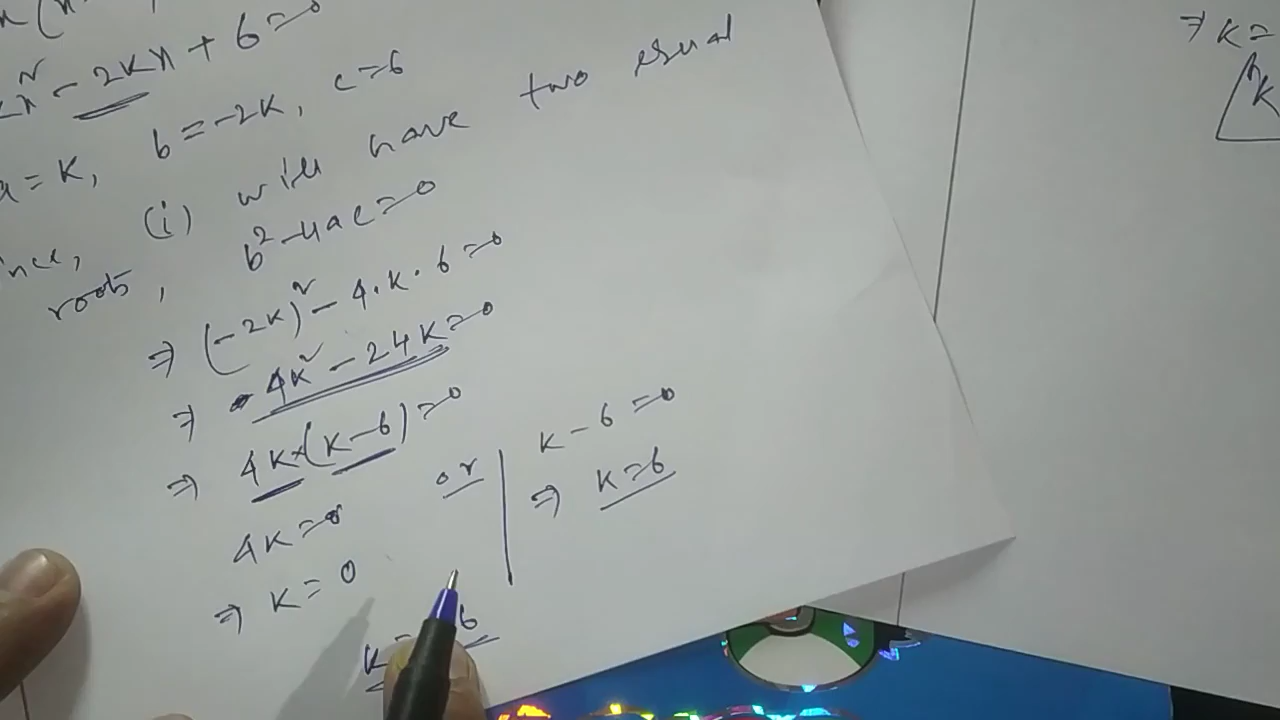 x(x
kx² - 2kx + 6 = 0
a = k, b = -2k, c = 6
(i) will have two equal
roots, b² - 4ac = 0
⇒ (-2k)² - 4.k.6 = 0
⇒ 4k² - 24k = 0
⇒ 4k × (k - 6) = 0
4k = 0 or k - 6 = 0
⇒ k = 0 ⇒ k = 6
k = 6
⇒ k =
k